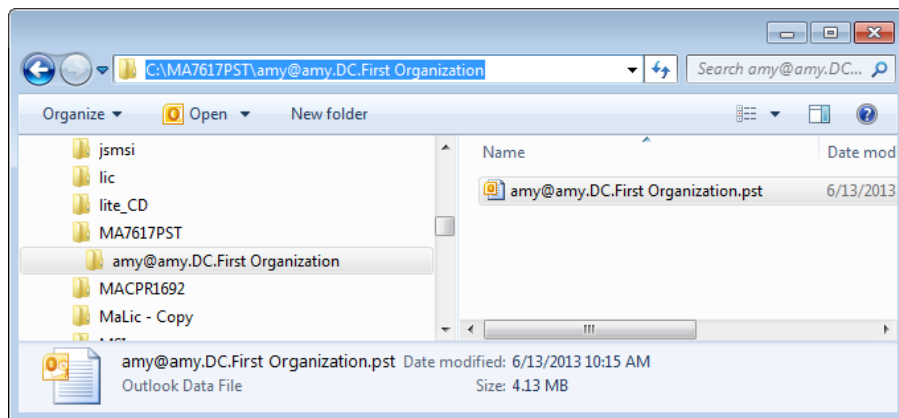 C:\MA7617PST\amy@amy.DC.First Organization
Search amy@amy.DC...
Organize
Open
New folder
jsmsi
lic
lite_CD
MA7617PST
amy@amy.DC.First Organization
MACPR1692
MaLic - Copy
Name
Date mod
amy@amy.DC.First Organization.pst
6/13/2013
amy@amy.DC.First Organization.pst Date modified: 6/13/2013 10:15 AM
Outlook Data File
Size: 4.13 MB